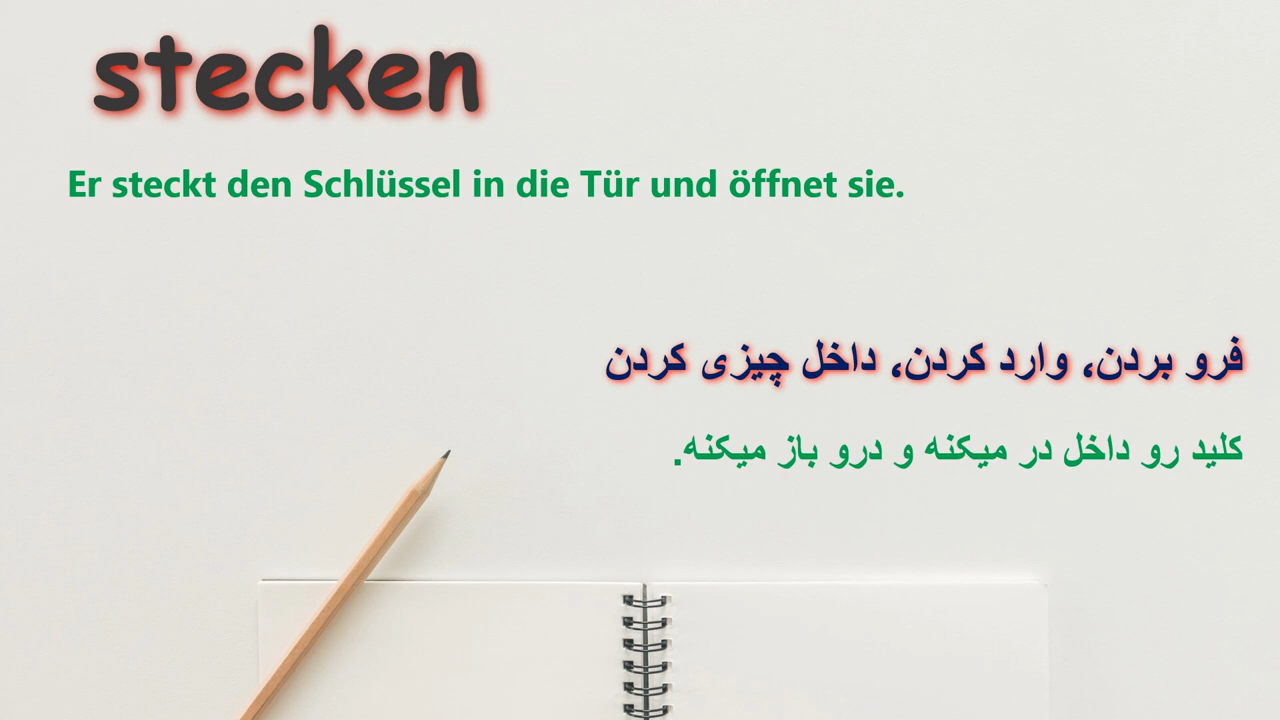 stecken
Er steckt den Schlüssel in die Tür und öffnet sie.
فرو بردن، وارد کردن، داخل چیزی کردن
کلید رو داخل در میکنه و درو باز میکنه.